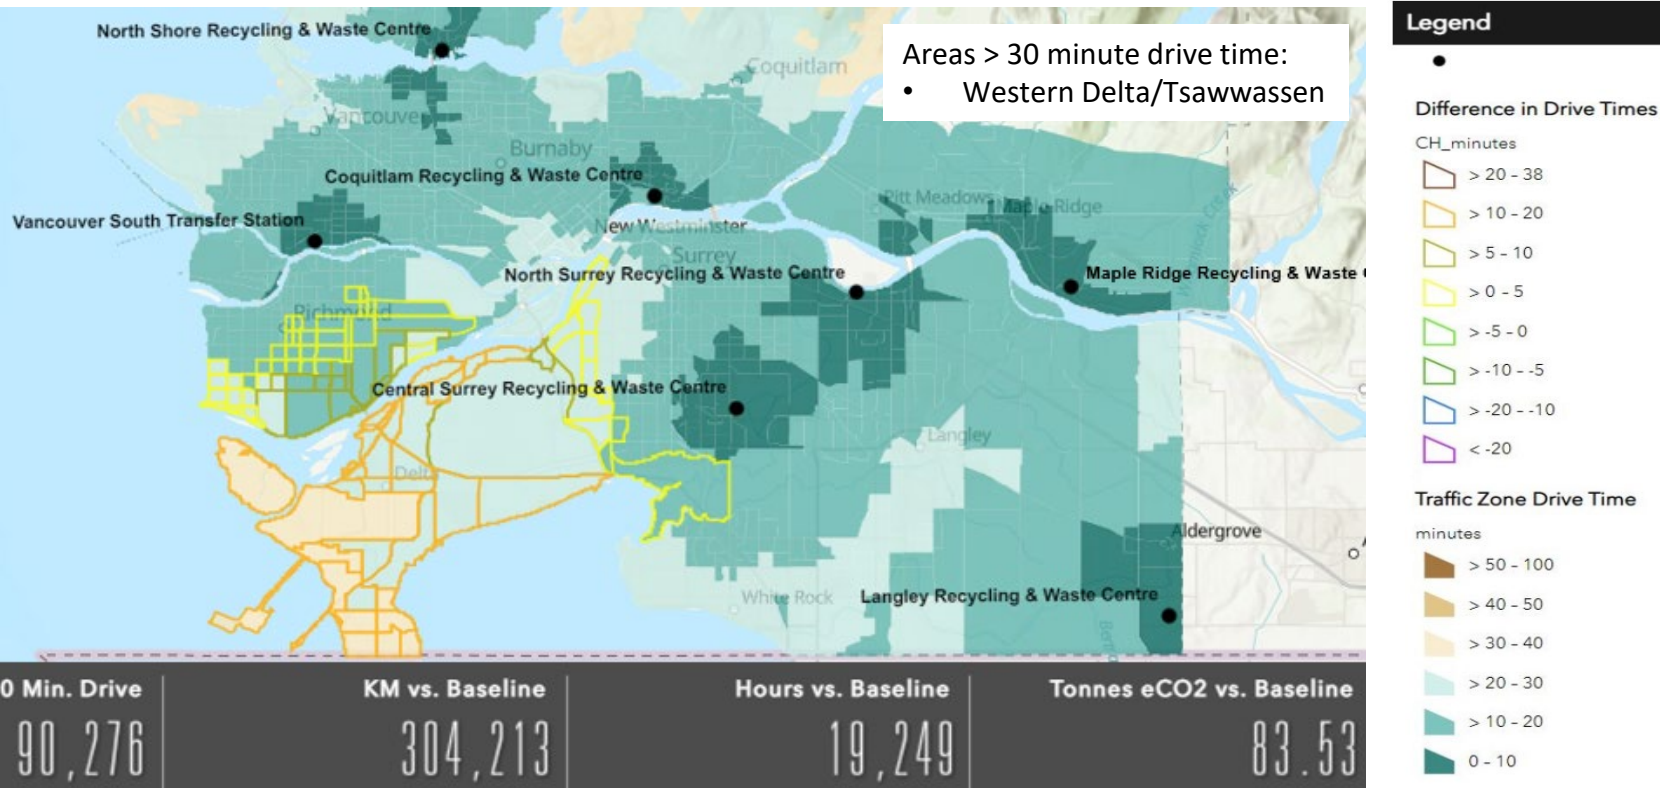 North Shore Recycling & Waste Centre
Areas > 30 minute drive time:
• Western Delta/Tsawwassen
Coquitlam
Vancouve
Burnaby
Coquitlam Recycling & Waste Centre
Pitt Meadows
Maple Ridge
Vancouver South Transfer Station
New Westminster
Surrey
North Surrey Recycling & Waste Centre
Maple Ridge Recycling & Waste
Richmond
Central Surrey Recycling & Waste Centre
Langley
Delta
Aldergrove
White Rock
Langley Recycling & Waste Centre
0 Min. Drive
90,276
KM vs. Baseline
304,213
Hours vs. Baseline
19,249
Tonnes eCO2 vs. Baseline
83.53
Legend
Difference in Drive Times
CH_minutes
> 20 - 38
> 10 - 20
> 5 - 10
> 0 - 5
> -5 - 0
> -10 - -5
> -20 - -10
< -20
Traffic Zone Drive Time
minutes
> 50 - 100
> 40 - 50
> 30 - 40
> 20 - 30
> 10 - 20
0 - 10